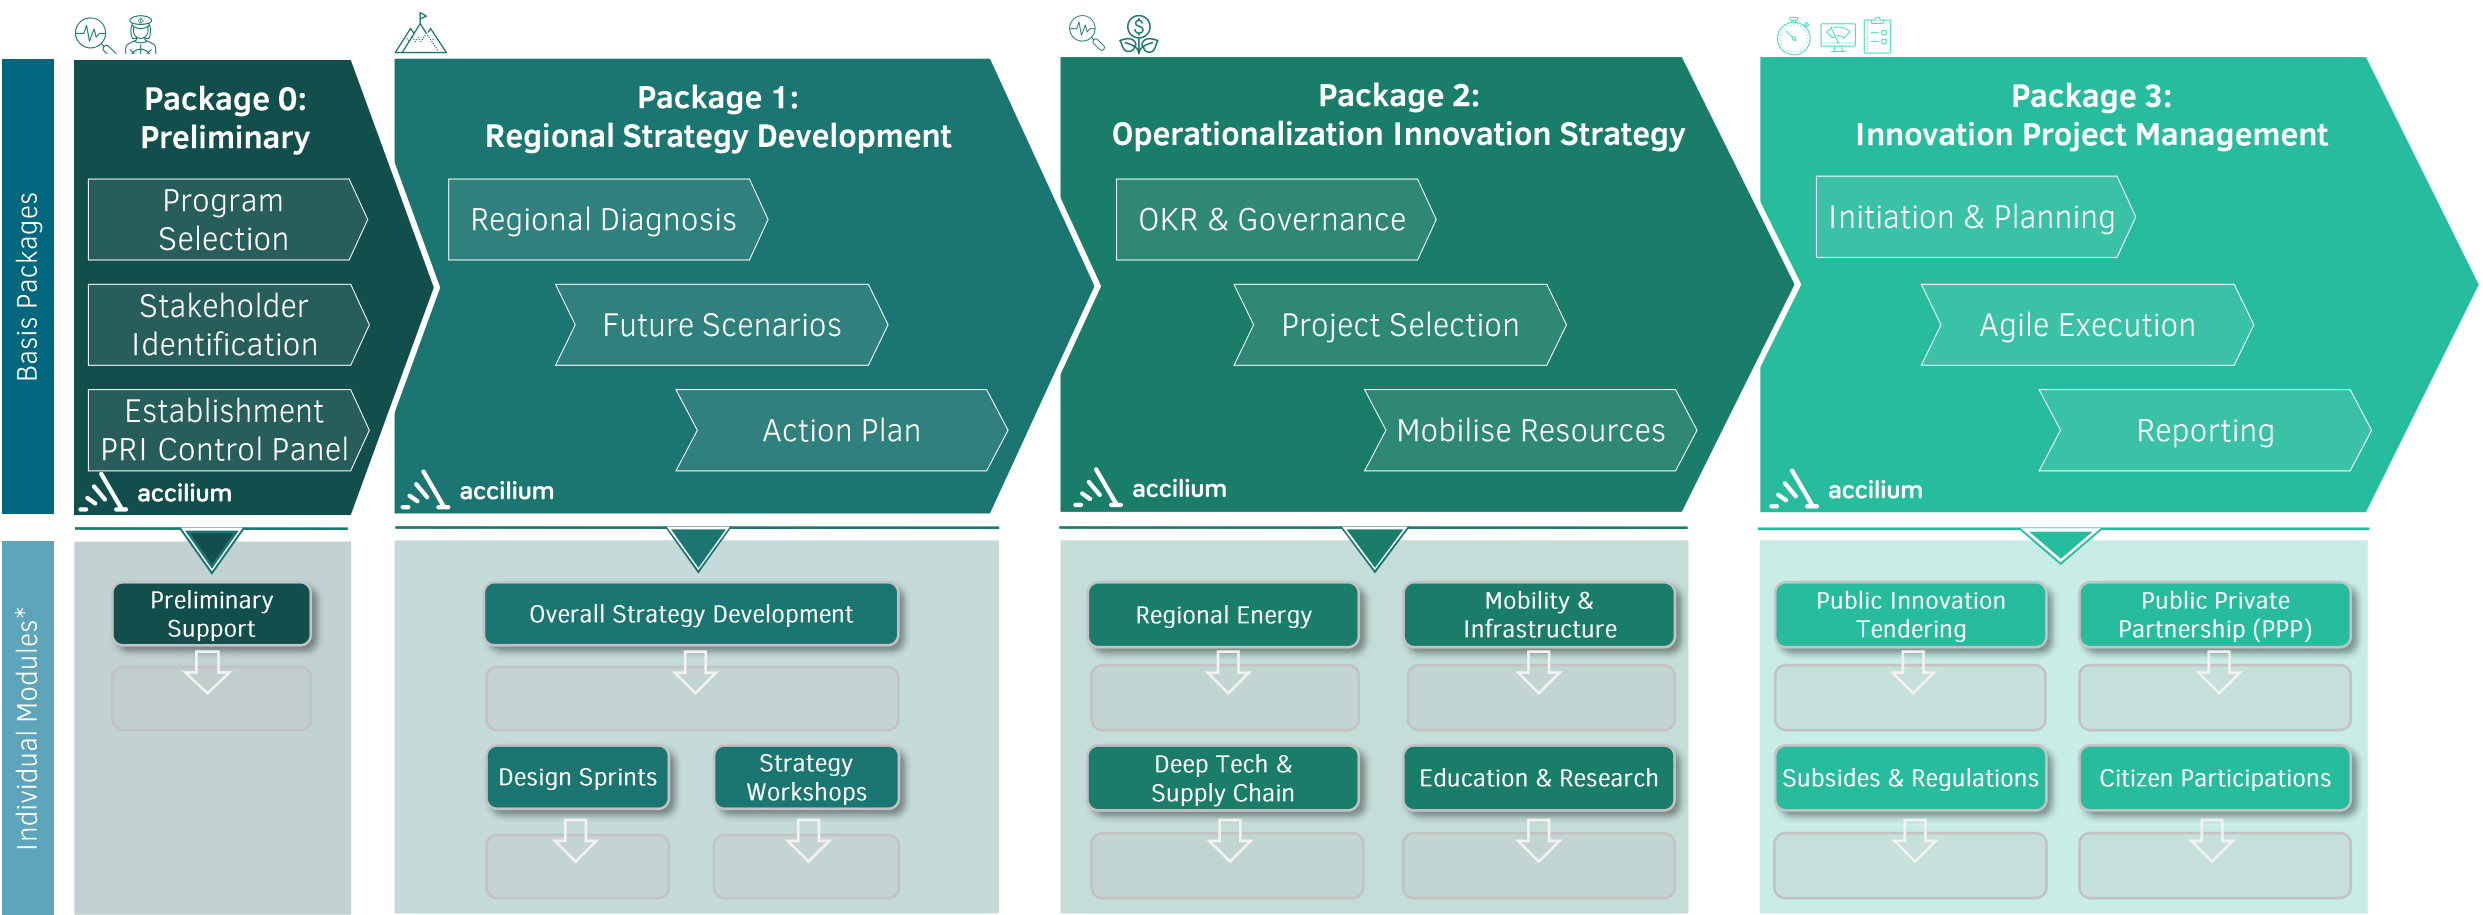 Basis Packages
Package 0:
Preliminary
Program
Selection
Stakeholder
Identification
Establishment
PRI Control Panel
accilium
Package 1:
Regional Strategy Development
Regional Diagnosis
Future Scenarios
Action Plan
accilium
Package 2:
Operationalization Innovation Strategy
OKR & Governance
Project Selection
Mobilise Resources
accilium
Package 3:
Innovation Project Management
Initiation & Planning
Agile Execution
Reporting
accilium
Individual Modules*
Preliminary
Support
Overall Strategy Development
Design Sprints
Strategy
Workshops
Regional Energy
Mobility &
Infrastructure
Deep Tech &
Supply Chain
Education & Research
Public Innovation
Tendering
Public Private
Partnership (PPP)
Subsides & Regulations
Citizen Participations